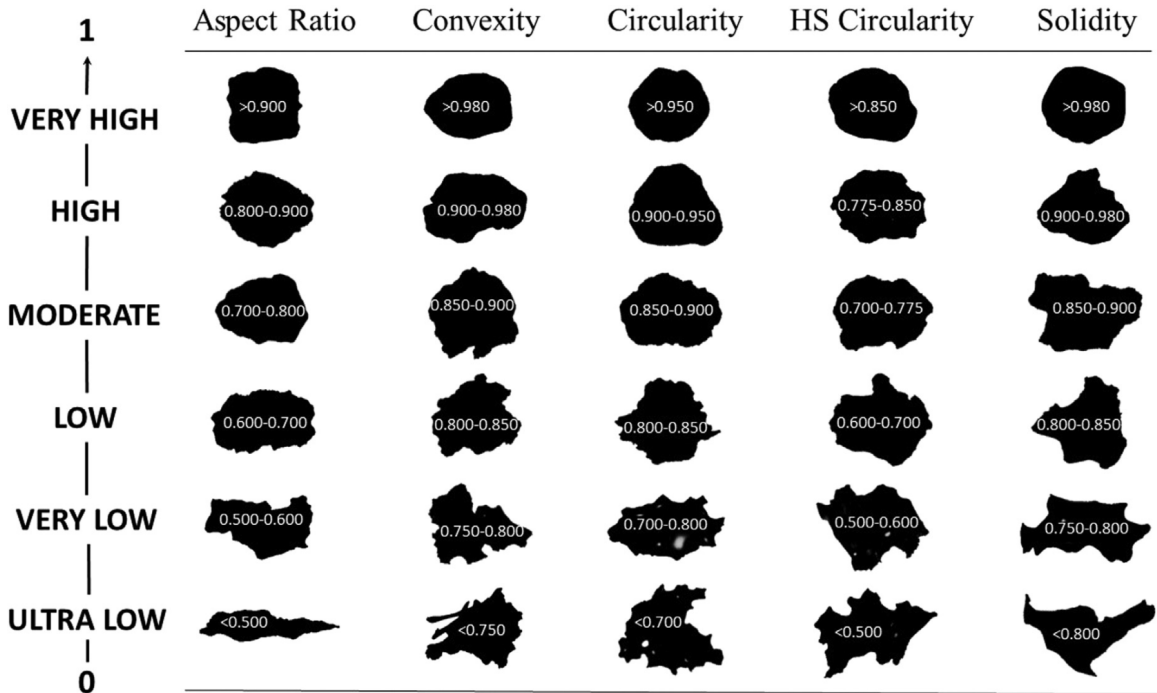 1
Aspect Ratio Convexity Circularity HS Circularity Solidity
VERY HIGH >0.900 >0.980 >0.950 >0.850 >0.980
HIGH 0.800-0.900 0.900-0.980 0.900-0.950 0.775-0.850 0.900-0.980
MODERATE 0.700-0.800 0.850-0.900 0.850-0.900 0.700-0.775 0.850-0.900
LOW 0.600-0.700 0.800-0.850 0.800-0.850 0.600-0.700 0.800-0.850
VERY LOW 0.500-0.600 0.750-0.800 0.700-0.800 0.500-0.600 0.750-0.800
ULTRA LOW <0.500 <0.750 <0.700 <0.500 <0.800
0